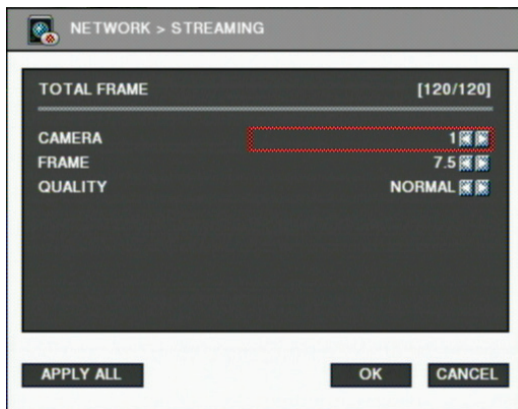 NETWORK > STREAMING
TOTAL FRAME [120/120]
CAMERA 1
FRAME 7.5
QUALITY NORMAL
APPLY ALL OK CANCEL